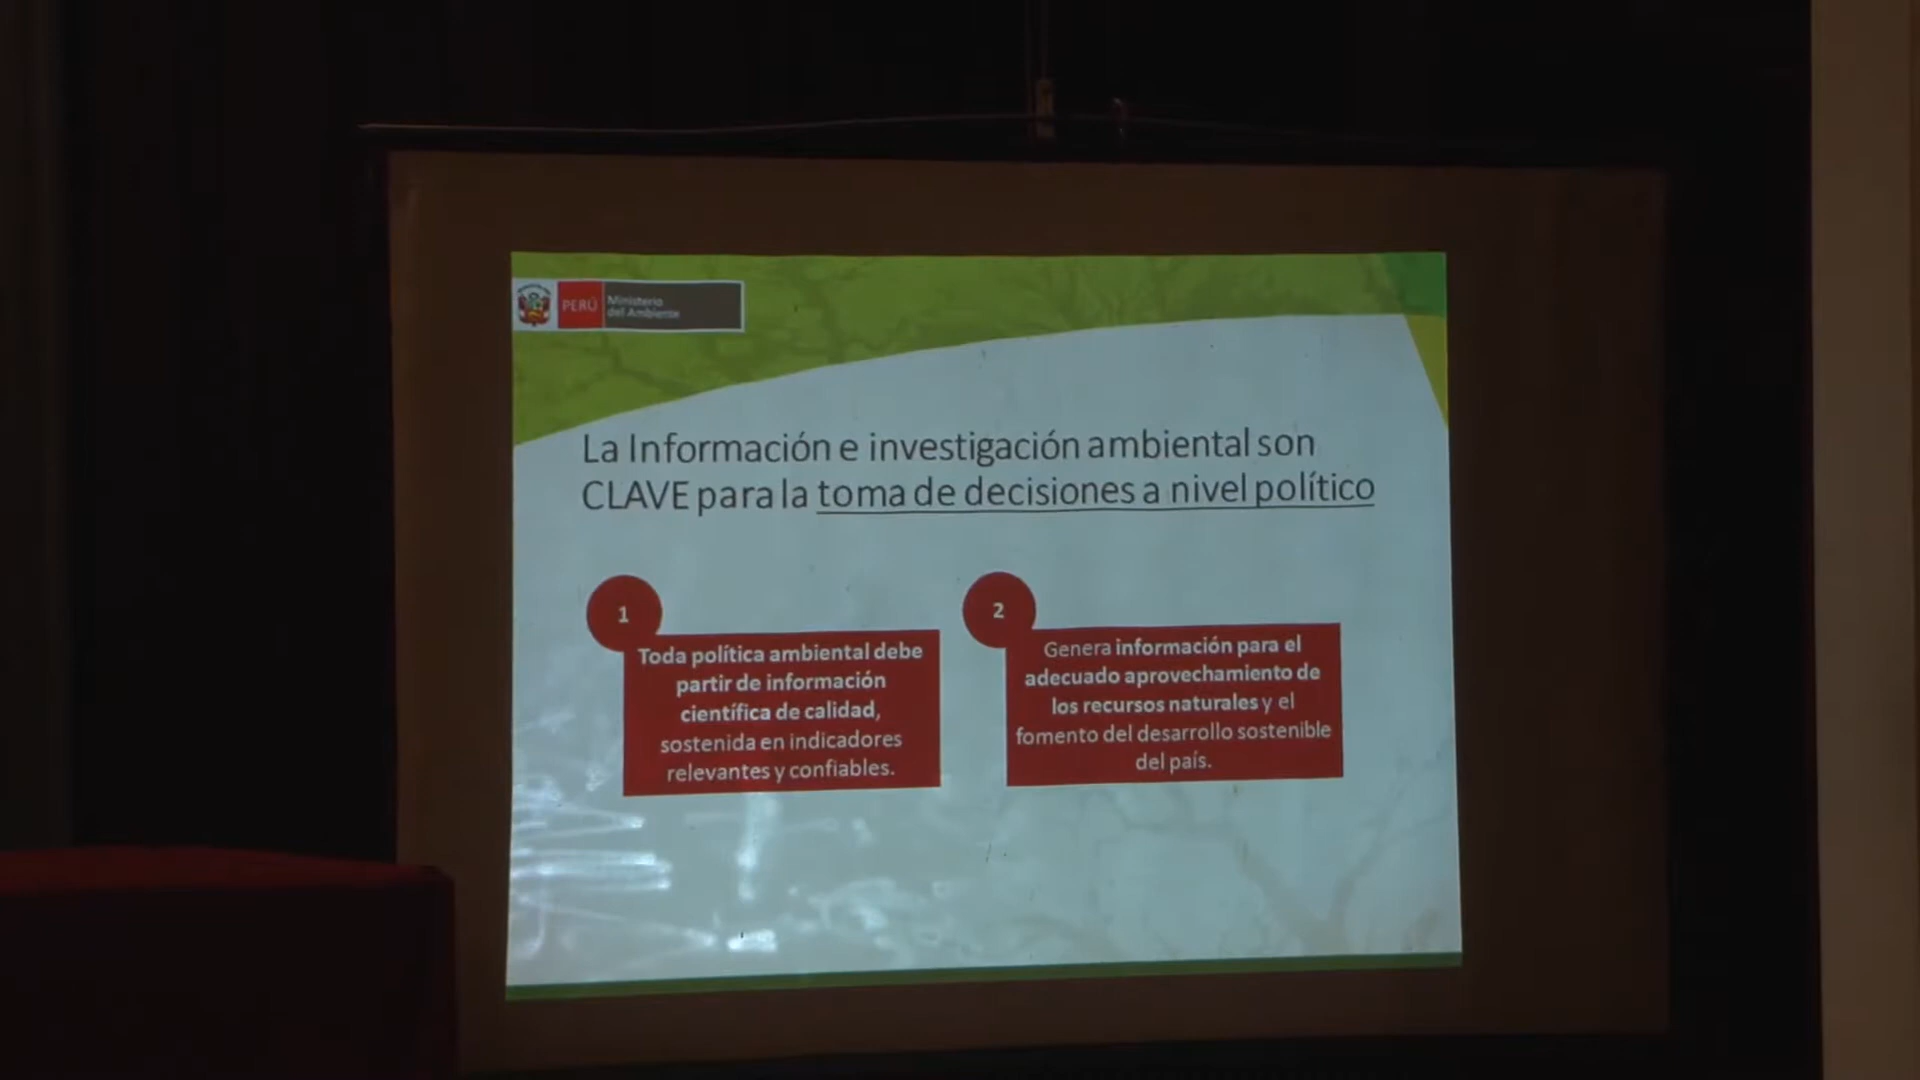 PERÚ
Ministerio
del Ambiente
La Información e investigación ambiental son
CLAVE para la toma de decisiones a nivel político
1
Toda política ambiental debe
partir de información
científica de calidad,
sostenida en indicadores
relevantes y confiables.
2
Genera información para el
adecuado aprovechamiento de
los recursos naturales y el
fomento del desarrollo sostenible
del país.